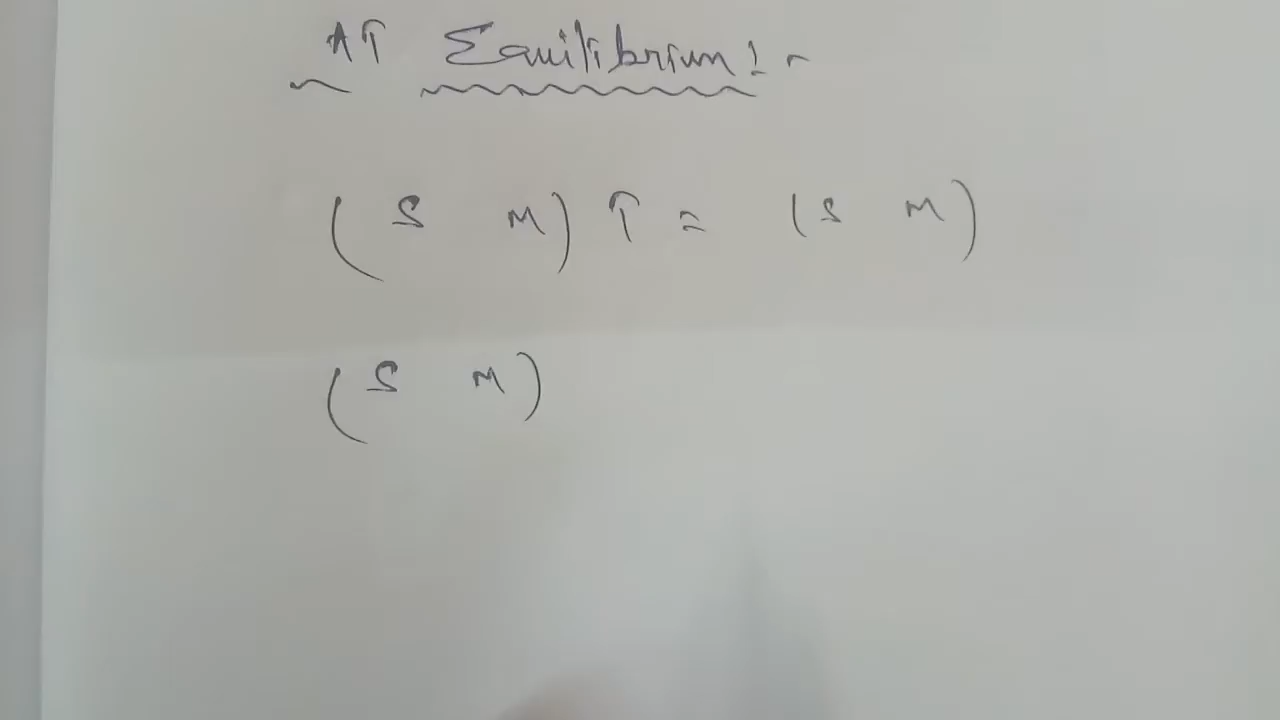 AT Equilibrium:-
( S M ) T = ( S M )
( S M )